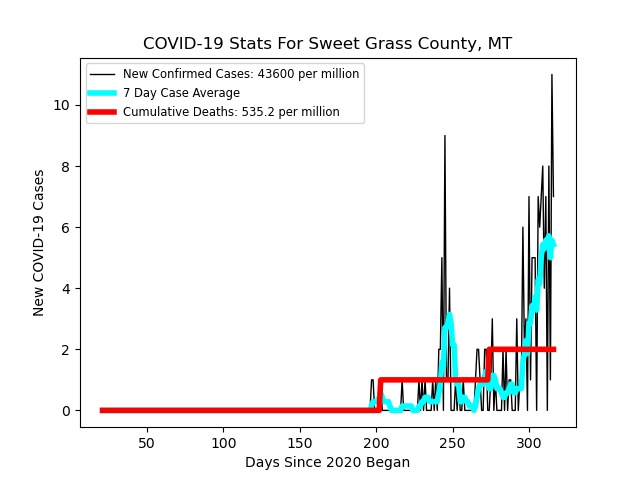 COVID-19 Stats For Sweet Grass County, MT
New Confirmed Cases: 43600 per million
7 Day Case Average
Cumulative Deaths: 535.2 per million
New COVID-19 Cases
10
8
6
4
2
0
50 100 150 200 250 300
Days Since 2020 Began